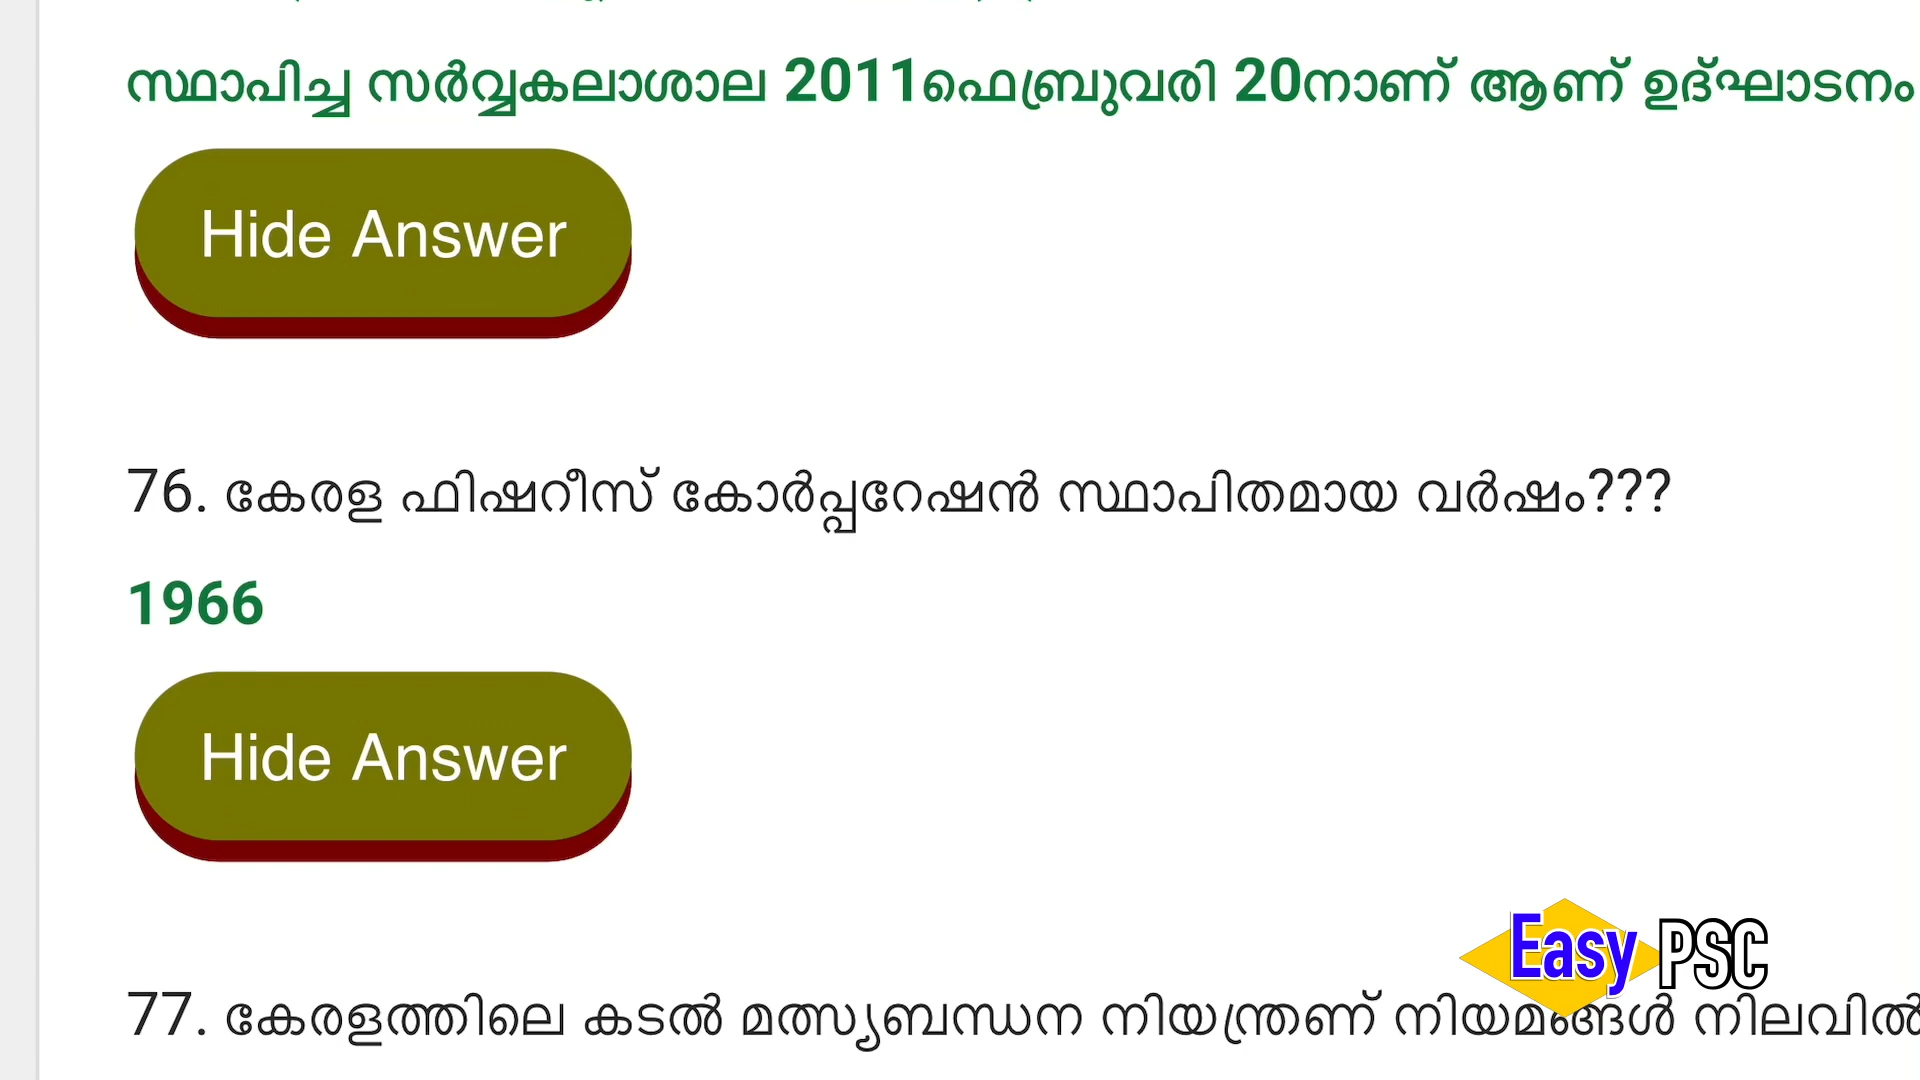 സ്ഥാപിച്ച സർവ്വകലാശാല 2011ഫെബ്രുവരി 20നാണ് ആണ് ഉദ്ഘാടനം
Hide Answer
76. കേരള ഫിഷറീസ് കോർപ്പറേഷൻ സ്ഥാപിതമായ വർഷം???
1966
Hide Answer
Easy PSC
77. കേരളത്തിലെ കടൽ മത്സ്യബന്ധന നിയന്ത്രണ് നിയമങ്ങൾ നിലവിൽ